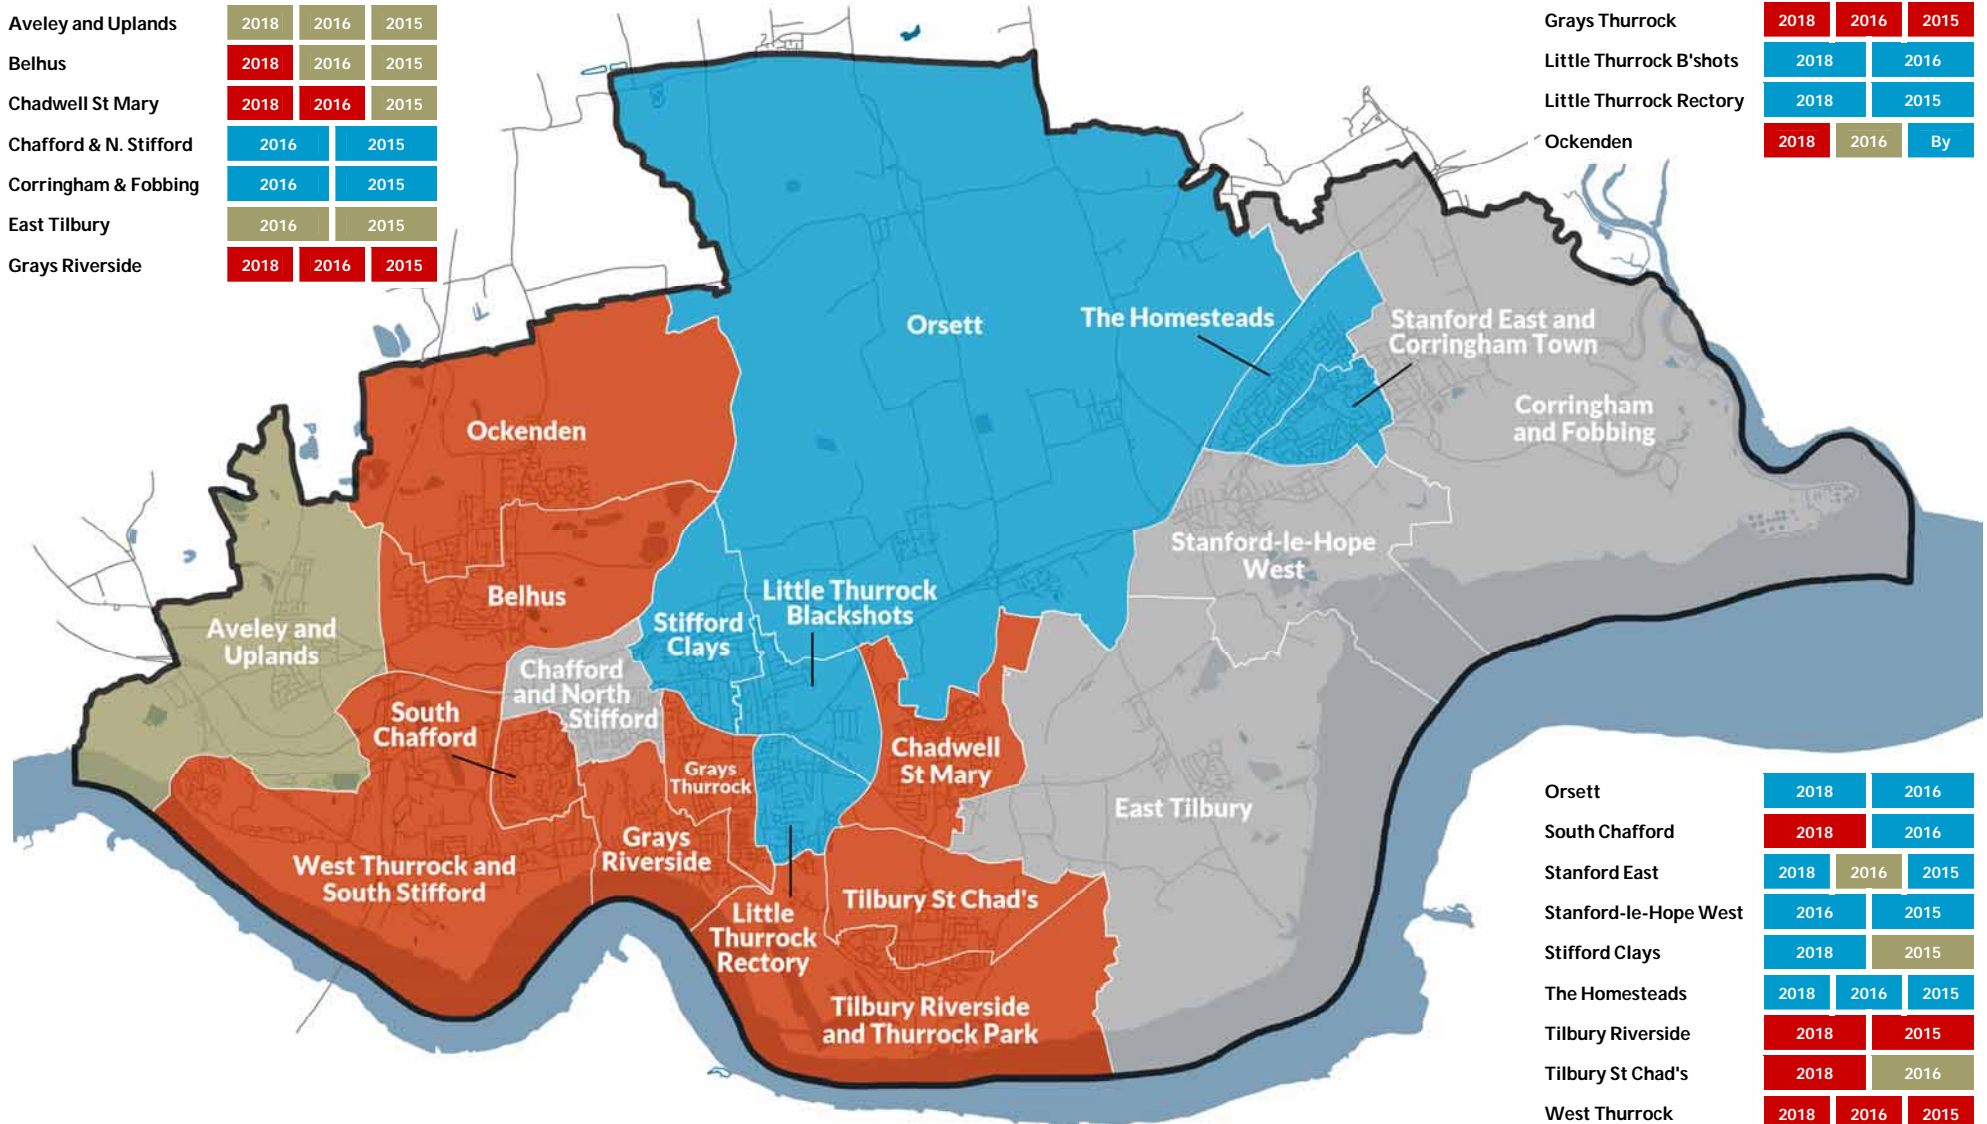 Aveley and Uplands 2018 2016 2015
Belhus 2018 2016 2015
Chadwell St Mary 2018 2016 2015
Chafford & N. Stifford 2016 2015
Corringham & Fobbing 2016 2015
East Tilbury 2016 2015
Grays Riverside 2018 2016 2015
Grays Thurrock 2018 2016 2015
Little Thurrock B'shots 2018 2016
Little Thurrock Rectory 2018 2015
Ockenden 2018 2016 By
Orsett
The Homesteads
Stanford East and
Corringham Town
Corringham
and Fobbing
Ockenden
Stanford-le-Hope
West
Belhus
Little Thurrock
Blackshots
Stifford
Clays
Aveley and
Uplands
Chafford
and North
Stifford
South
Chafford
Grays
Thurrock
Chadwell
St Mary
East Tilbury
Grays
Riverside
West Thurrock and
South Stifford
Tilbury St Chad's
Little
Thurrock
Rectory
Tilbury Riverside
and Thurrock Park
Orsett 2018 2016
South Chafford 2018 2016
Stanford East 2018 2016 2015
Stanford-le-Hope West 2016 2015
Stifford Clays 2018 2015
The Homesteads 2018 2016 2015
Tilbury Riverside 2018 2015
Tilbury St Chad's 2018 2016
West Thurrock 2018 2016 2015